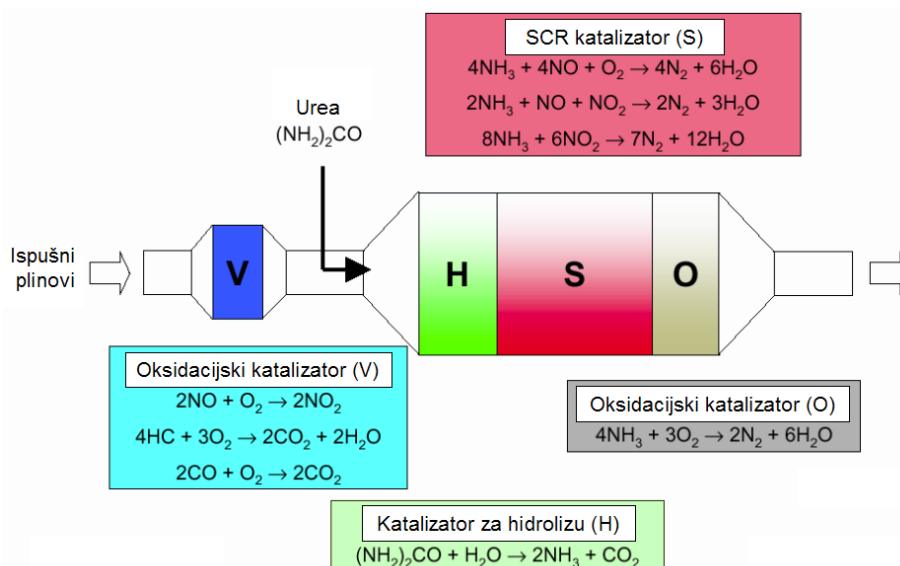 SCR katalizator (S)
4NH₃ + 4NO + O₂ → 4N₂ + 6H₂O
2NH₃ + NO + NO₂ → 2N₂ + 3H₂O
8NH₃ + 6NO₂ → 7N₂ + 12H₂O
Urea
(NH₂)₂CO
Ispušni
plinovi
V
H
S
O
Oksidacijski katalizator (V)
2NO + O₂ → 2NO₂
4HC + 3O₂ → 2CO₂ + 2H₂O
2CO + O₂ → 2CO₂
Oksidacijski katalizator (O)
4NH₃ + 3O₂ → 2N₂ + 6H₂O
Katalizator za hidrolizu (H)
(NH₂)₂CO + H₂O → 2NH₃ + CO₂